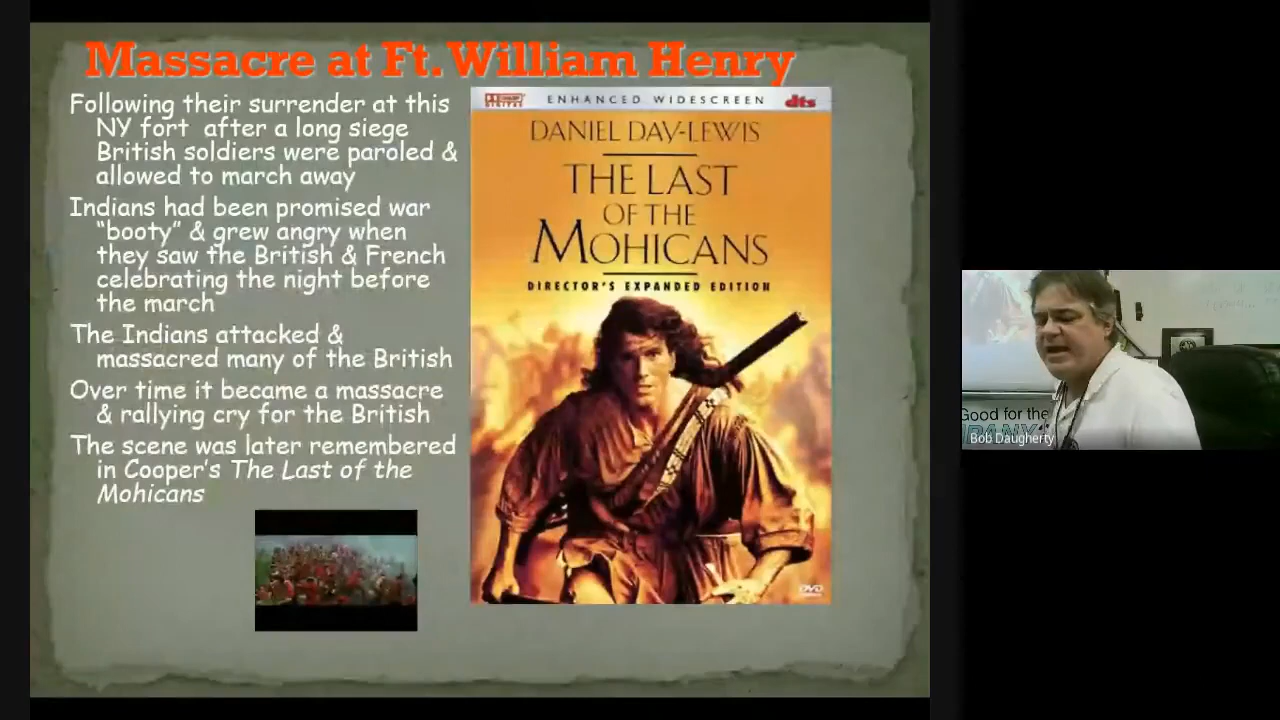 Massacre at Ft. William Henry
Following their surrender at this
NY fort after a long siege
British soldiers were paroled &
allowed to march away
Indians had been promised war
“booty” & grew angry when
they saw the British & French
celebrating the night before
the march
The Indians attacked &
massacred many of the British
Over time it became a massacre
& rallying cry for the British
The scene was later remembered
in Cooper's The Last of the
Mohicans
ENHANCED WIDESCREEN dts
DANIEL DAY-LEWIS
THE LAST
OF THE
MOHICANS
DIRECTOR'S EXPANDED EDITION
DVD
Good for the
Bob Daugherty